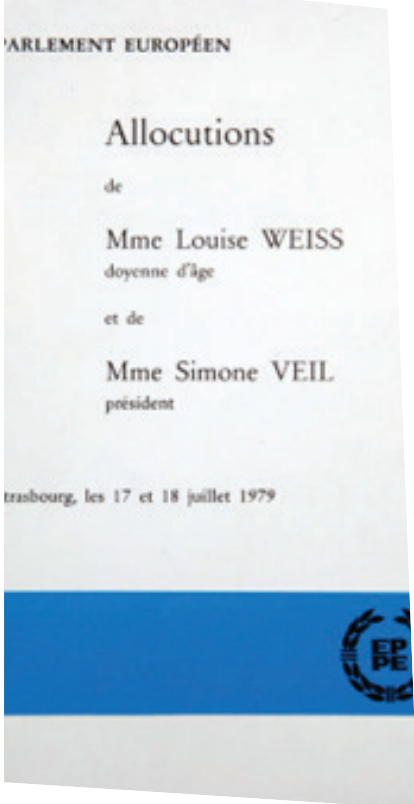 PARLEMENT EUROPÉEN
Allocutions
de
Mme Louise WEISS
doyenne d'âge
et de
Mme Simone VEIL
président
trasbourg, les 17 et 18 juillet 1979
EP
PE